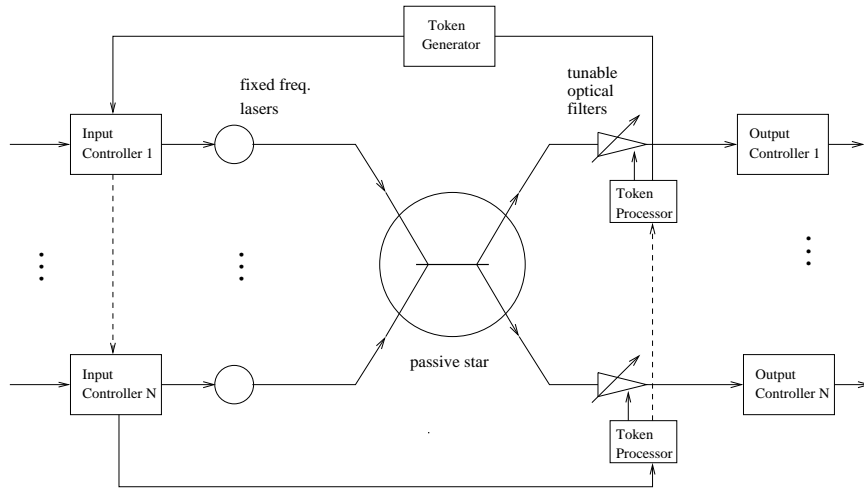 Token
Generator
fixed freq.
lasers
tunable
optical
filters
Input
Controller 1
Output
Controller 1
Token
Processor
passive star
Input
Controller N
Output
Controller N
Token
Processor